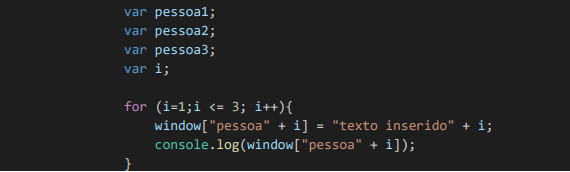 var pessoa1;
var pessoa2;
var pessoa3;
var i;
for (i=1;i <= 3; i++){
window["pessoa" + i] = "texto inserido" + i;
console.log(window["pessoa" + i]);
}